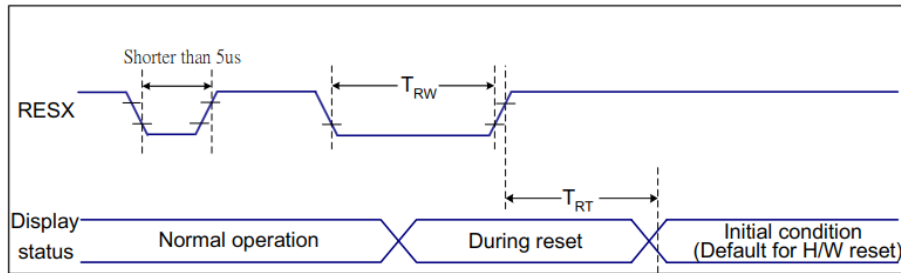 Shorter than 5us
RESX
TRW
TRT
Display
status
Normal operation
During reset
Initial condition
(Default for H/W reset)